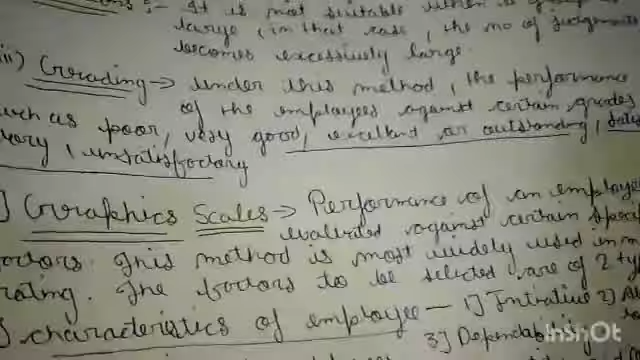 :- It is most suitable when is group
large, in that case, the no of judgements
becomes excessively large.
iii) Grading → Under this method, the performance
of the employees against certain grades
such as poor, very good, excellent or outstanding,
very, unsatisfactory
Graphics Scales → Performance of an employee
evaluated against certain
factors. This method is most widely used in
rating. The factors to be selected are of 2
characteristics of employee - 1) Intiative 2)
3) Dependability
InShOt